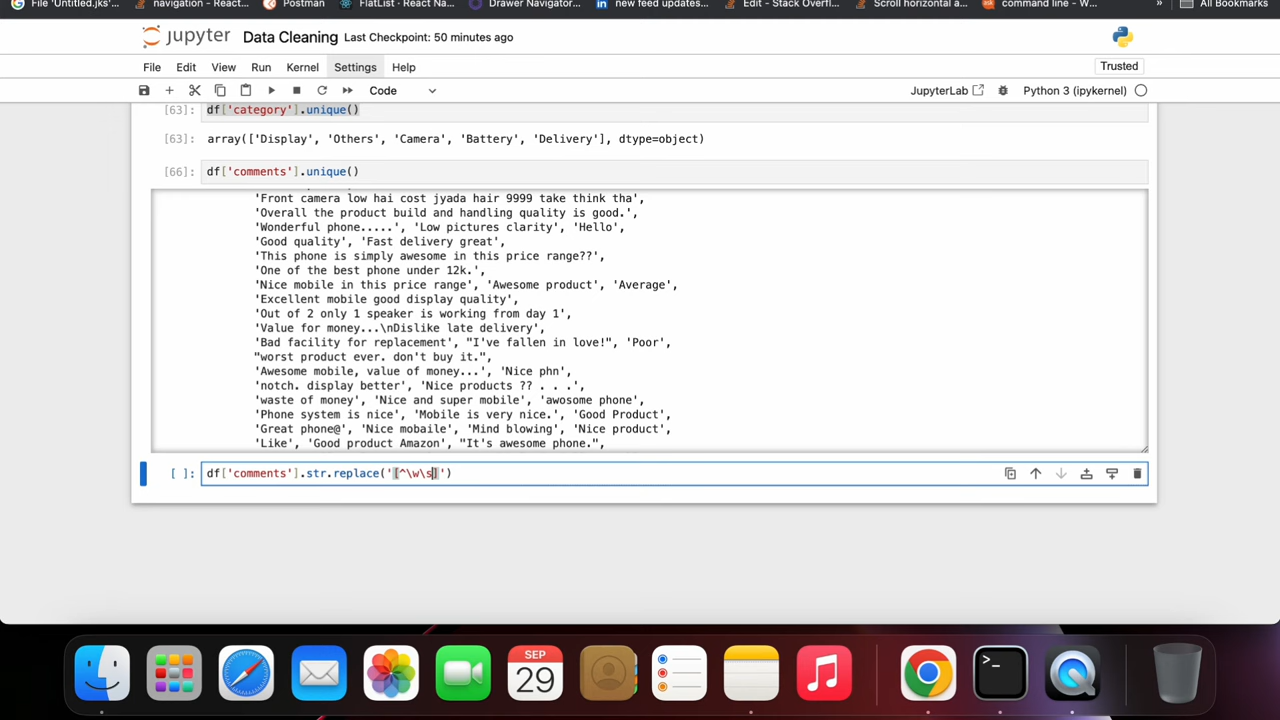 File 'Untitled.jks'... navigation - React... Postman FlatList · React Na... Drawer Navigator... new feed updates... Edit - Stack Overfl... Scroll horizontal a... command line - W... » All Bookmarks
jupyter Data Cleaning Last Checkpoint: 50 minutes ago
File Edit View Run Kernel Settings Help Trusted
Code JupyterLab Python 3 (ipykernel)
[63]: df['category'].unique()
[63]: array(['Display', 'Others', 'Camera', 'Battery', 'Delivery'], dtype=object)
[66]: df['comments'].unique()
'Front camera low hai cost jyada hair 9999 take think tha',
'Overall the product build and handling quality is good.',
'Wonderful phone.....', 'Low pictures clarity', 'Hello',
'Good quality', 'Fast delivery great',
'This phone is simply awesome in this price range??',
'One of the best phone under 12k.',
'Nice mobile in this price range', 'Awesome product', 'Average',
'Excellent mobile good display quality',
'Out of 2 only 1 speaker is working from day 1',
'Value for money...\nDislike late delivery',
'Bad facility for replacement', "I've fallen in love!", 'Poor',
"worst product ever. don't buy it.",
'Awesome mobile, value of money...', 'Nice phn',
'notch. display better', 'Nice products ?? . . .',
'waste of money', 'Nice and super mobile', 'awosome phone',
'Phone system is nice', 'Mobile is very nice.', 'Good Product',
'Great phone@', 'Nice mobaile', 'Mind blowing', 'Nice product',
'Like', 'Good product Amazon', "It's awesome phone.",
[ ]: df['comments'].str.replace('[^\w\s]')
SEP
29